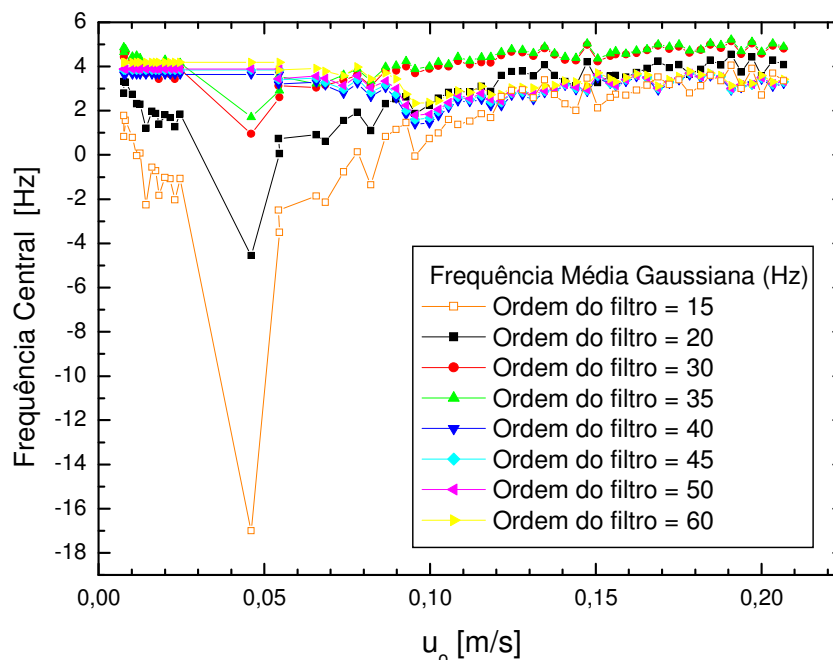 Frequência Central [Hz]
6
4
2
0
-2
-4
-6
-8
-10
-12
-14
-16
-18
Frequência Média Gaussiana (Hz)
Ordem do filtro = 15
Ordem do filtro = 20
Ordem do filtro = 30
Ordem do filtro = 35
Ordem do filtro = 40
Ordem do filtro = 45
Ordem do filtro = 50
Ordem do filtro = 60
0,00 0,05 0,10 0,15 0,20
u₀ [m/s]